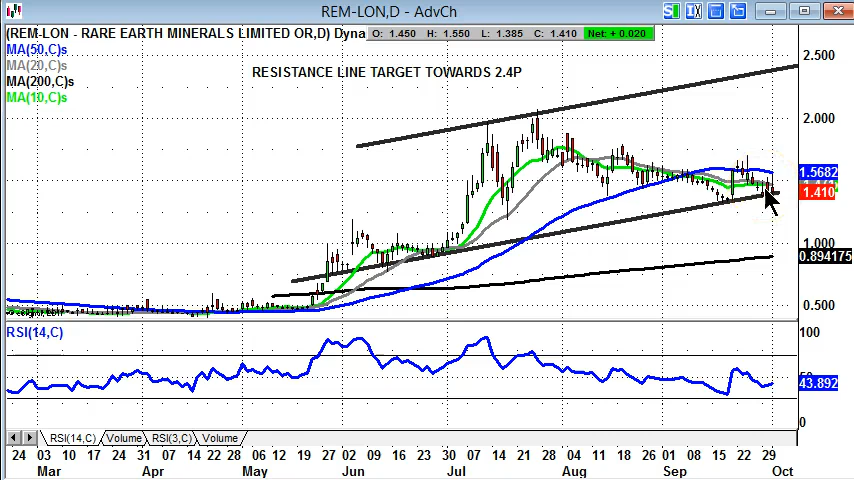 REM-LON,D - AdvCh
(REM-LON - RARE EARTH MINERALS LIMITED OR,D) Dyna O: 1.450 H: 1.550 L: 1.385 C: 1.410 Net: + 0.020
MA(50,C)s
MA(20,C)s
MA(200,C)s
MA(10,C)s
RESISTANCE LINE TARGET TOWARDS 2.4P
2.500
2.000
1.5682
1.410
1.000
0.894175
0.500
RSI(14,C)
100
43.892
0
RSI(14,C) Volume RSI(3,C) Volume
24 03 10 17 24 31 07 14 22 28 06 12 19 27 02 09 16 23 30 07 14 21 28 04 11 18 26 01 08 15 22 29
Mar Apr May Jun Jul Aug Sep Oct